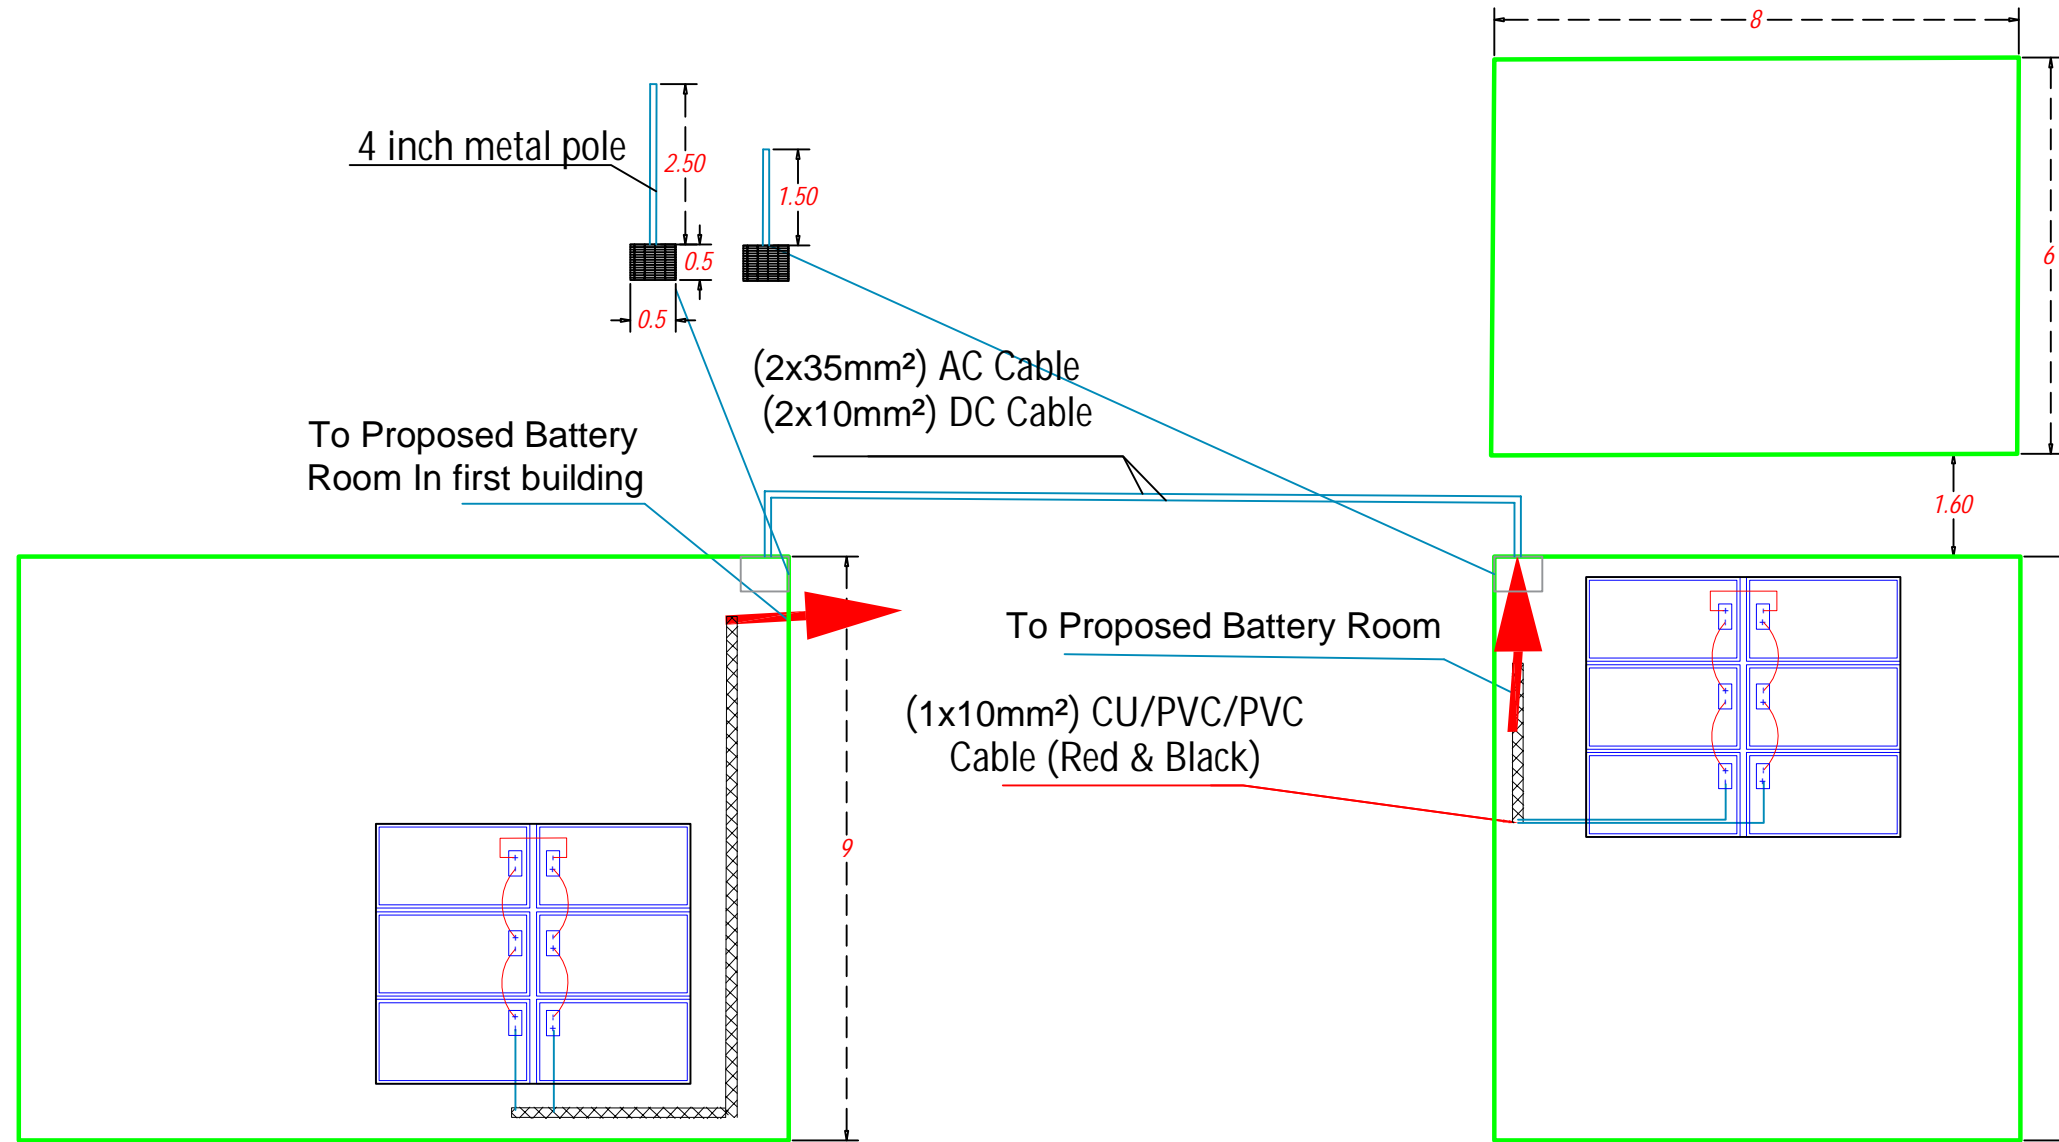 8
4 inch metal pole
2.50
1.50
6
0.5
0.5
(2x35mm²) AC Cable
(2x10mm²) DC Cable
To Proposed Battery
Room In first building
1.60
To Proposed Battery Room
(1x10mm²) CU/PVC/PVC
Cable (Red & Black)
9